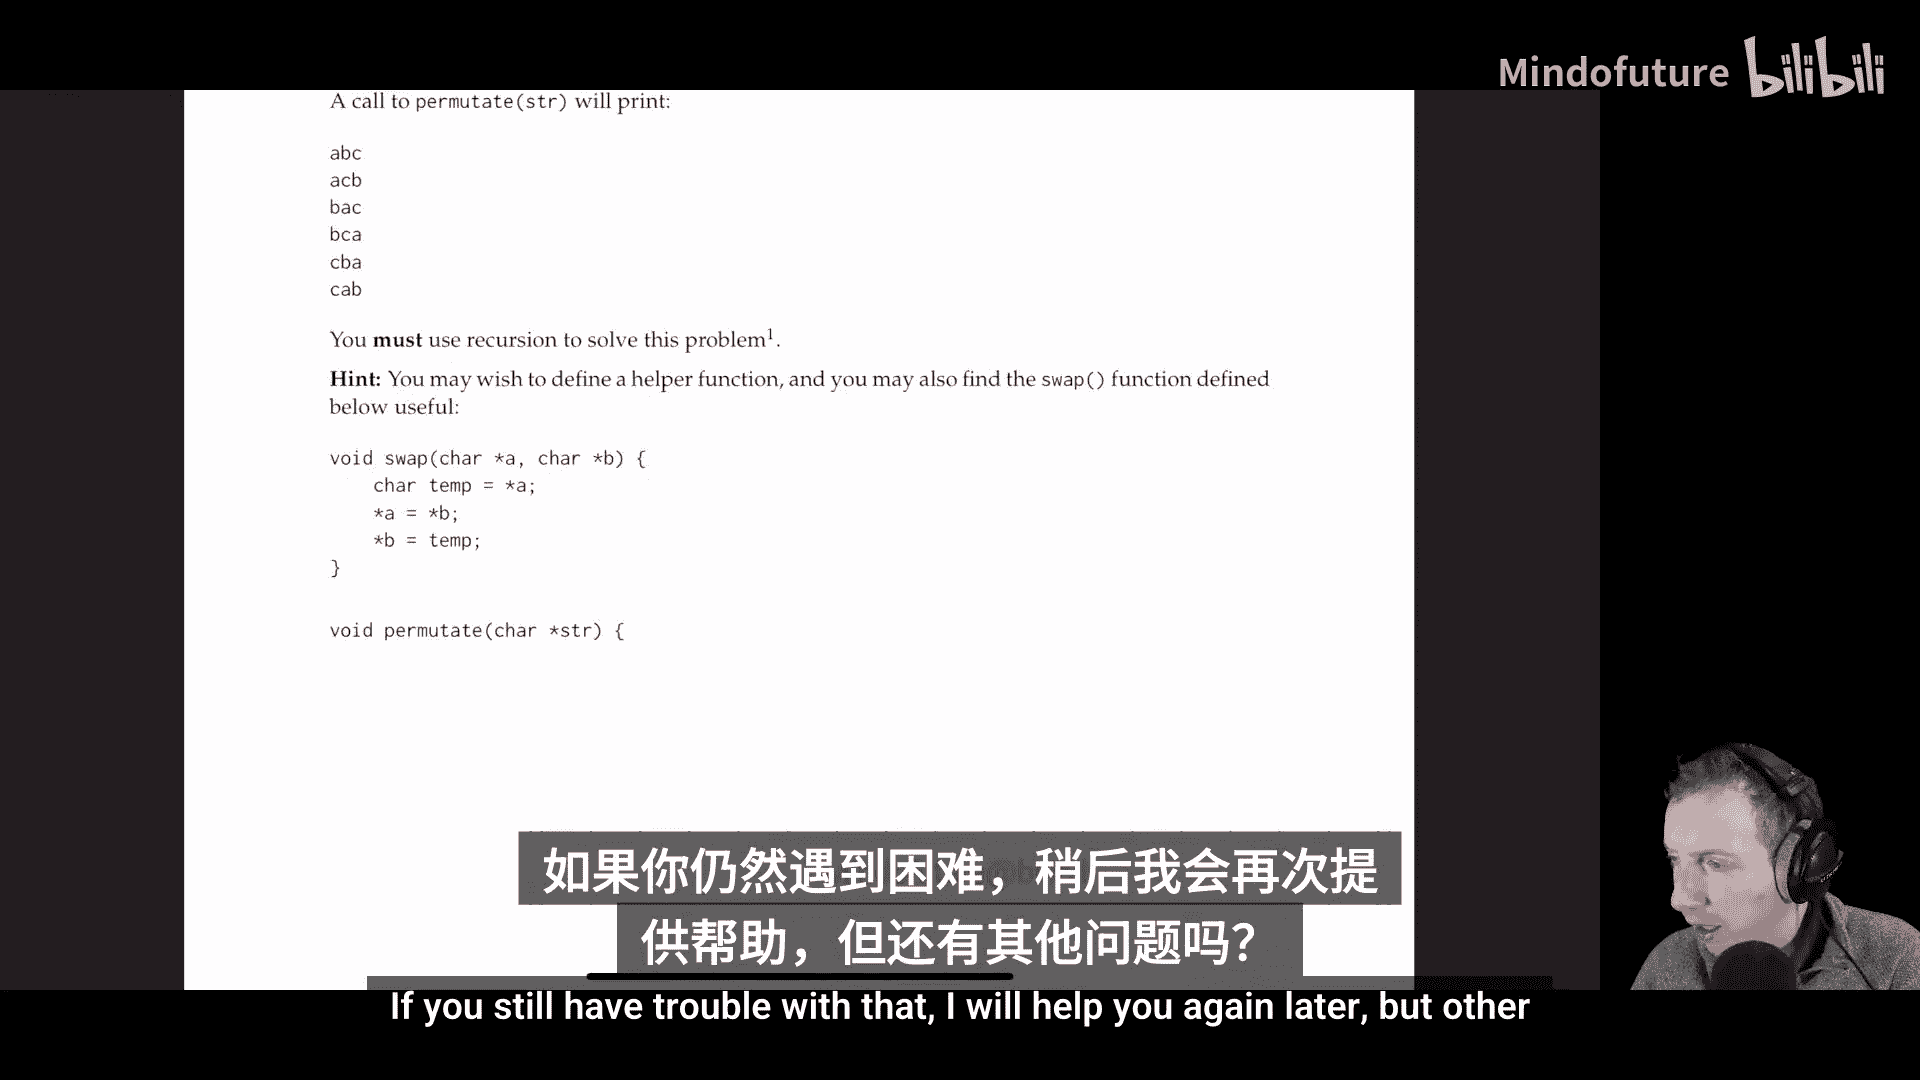 Mindofuture bilibili
A call to permutate(str) will print:
abc
acb
bac
bca
cba
cab
You must use recursion to solve this problem1.
Hint: You may wish to define a helper function, and you may also find the swap() function defined
below useful:
void swap(char *a, char *b) {
    char temp = *a;
    *a = *b;
    *b = temp;
}
void permutate(char *str) {
如果你仍然遇到困难，稍后我会再次提
供帮助，但还有其他问题吗？
If you still have trouble with that, I will help you again later, but other